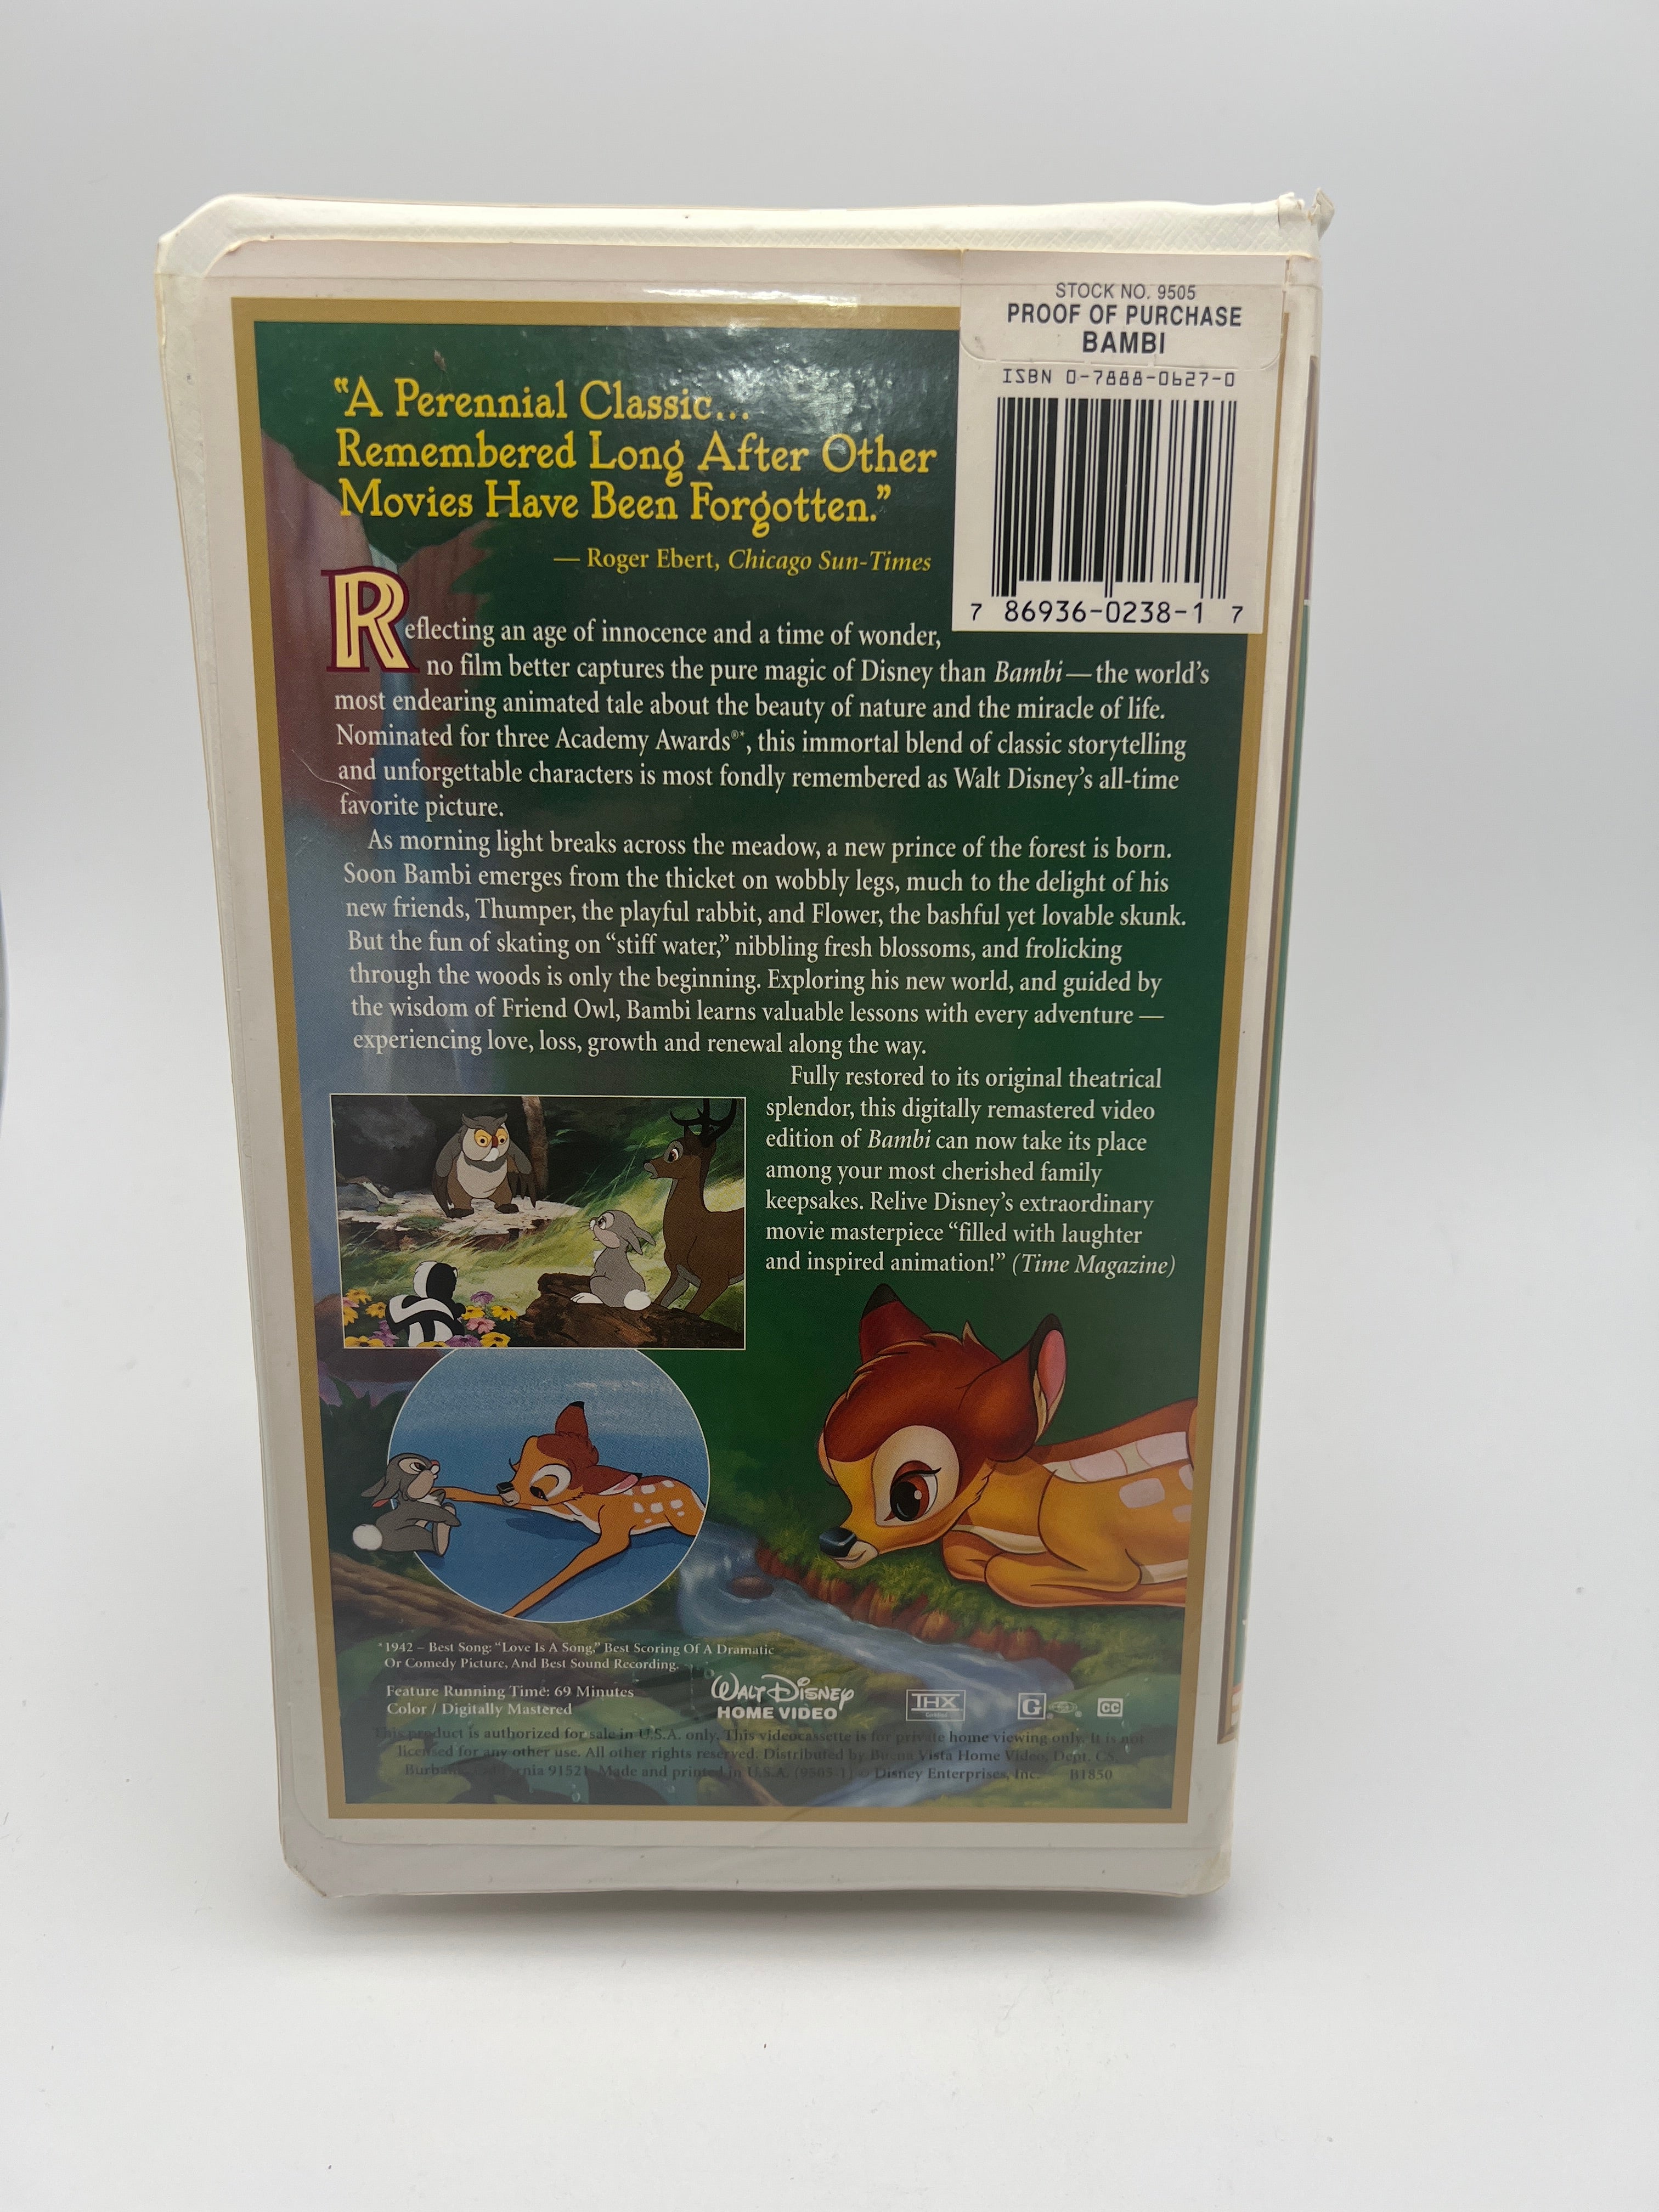 STOCK NO. 9505
PROOF OF PURCHASE
BAMBI
ISBN 0-7888-0627-0
7 86936-0238-1 7
“A Perennial Classic...
Remembered Long After Other
Movies Have Been Forgotten.”
— Roger Ebert, Chicago Sun-Times
Reflecting an age of innocence and a time of wonder,
no film better captures the pure magic of Disney than Bambi — the world’s
most endearing animated tale about the beauty of nature and the miracle of life.
Nominated for three Academy Awards®*, this immortal blend of classic storytelling
and unforgettable characters is most fondly remembered as Walt Disney’s all-time
favorite picture.
As morning light breaks across the meadow, a new prince of the forest is born.
Soon Bambi emerges from the thicket on wobbly legs, much to the delight of his
new friends, Thumper, the playful rabbit, and Flower, the bashful yet lovable skunk.
But the fun of skating on “stiff water,” nibbling fresh blossoms, and frolicking
through the woods is only the beginning. Exploring his new world, and guided by
the wisdom of Friend Owl, Bambi learns valuable lessons with every adventure —
experiencing love, loss, growth and renewal along the way.
Fully restored to its original theatrical
splendor, this digitally remastered video
edition of Bambi can now take its place
among your most cherished family
keepsakes. Relive Disney’s extraordinary
movie masterpiece “filled with laughter
and inspired animation!” (Time Magazine)
*1942 – Best Song: “Love Is A Song,” Best Scoring Of A Dramatic
Or Comedy Picture, And Best Sound Recording.
Feature Running Time: 69 Minutes
Color / Digitally Mastered
WALT DISNEY
HOME VIDEO
THX
G
CC
This product is authorized for sale in U.S.A. only. This videocassette is for private home viewing only. It is not
licensed for any other use. All other rights reserved. Distributed by Buena Vista Home Video, Dept. CS,
Burbank, California 91521. Made and printed in U.S.A. (9505-1) © Disney Enterprises, Inc. B1850